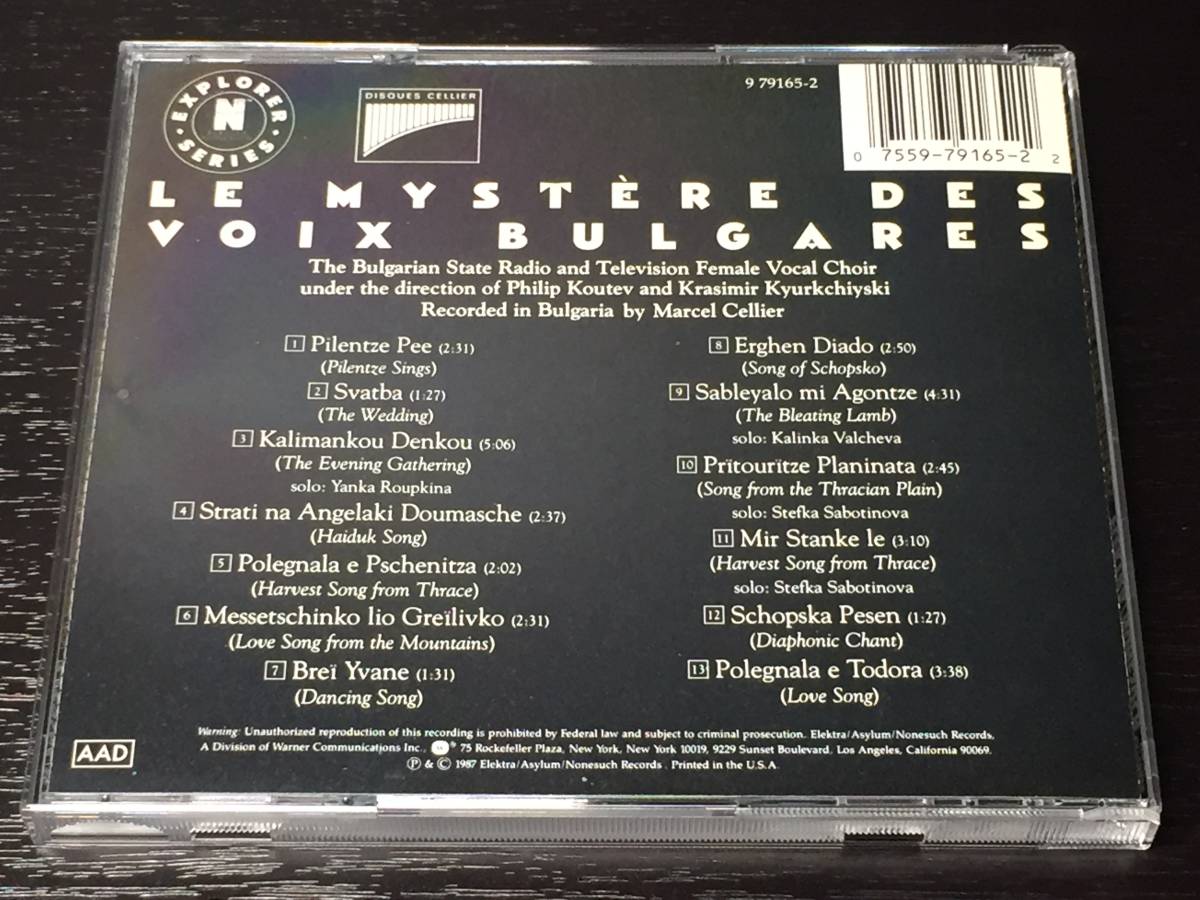 EXPLORER
N
SERIES
DISQUES CELLIER
9 79165-2
0 7559-79165-2 2
LE MYSTÈRE DES
VOIX BULGARES
The Bulgarian State Radio and Television Female Vocal Choir
under the direction of Philip Koutev and Krasimir Kyurkchiyski
Recorded in Bulgaria by Marcel Cellier
1 Pilentze Pee (2:31)
(Pilentze Sings)
2 Svatba (1:27)
(The Wedding)
3 Kalimankou Denkou (5:06)
(The Evening Gathering)
solo: Yanka Roupkina
4 Strati na Angelaki Doumasche (2:37)
(Haiduk Song)
5 Polegnala e Pschenitza (2:02)
(Harvest Song from Thrace)
6 Messetschinko lio Greïlivko (2:31)
(Love Song from the Mountains)
7 Breï Yvane (1:31)
(Dancing Song)
8 Erghen Diado (2:50)
(Song of Schopsko)
9 Sableyalo mi Agontze (4:31)
(The Bleating Lamb)
solo: Kalinka Valcheva
10 Prïtourïtze Planinata (2:45)
(Song from the Thracian Plain)
solo: Stefka Sabotinova
11 Mir Stanke le (3:10)
(Harvest Song from Thrace)
solo: Stefka Sabotinova
12 Schopska Pesen (1:27)
(Diaphonic Chant)
13 Polegnala e Todora (3:38)
(Love Song)
Warning: Unauthorized reproduction of this recording is prohibited by Federal law and subject to criminal prosecution. Elektra/Asylum/Nonesuch Records,
A Division of Warner Communications Inc., ® 75 Rockefeller Plaza, New York, New York 10019, 9229 Sunset Boulevard, Los Angeles, California 90069.
℗ & © 1987 Elektra/Asylum/Nonesuch Records. Printed in the U.S.A.
AAD